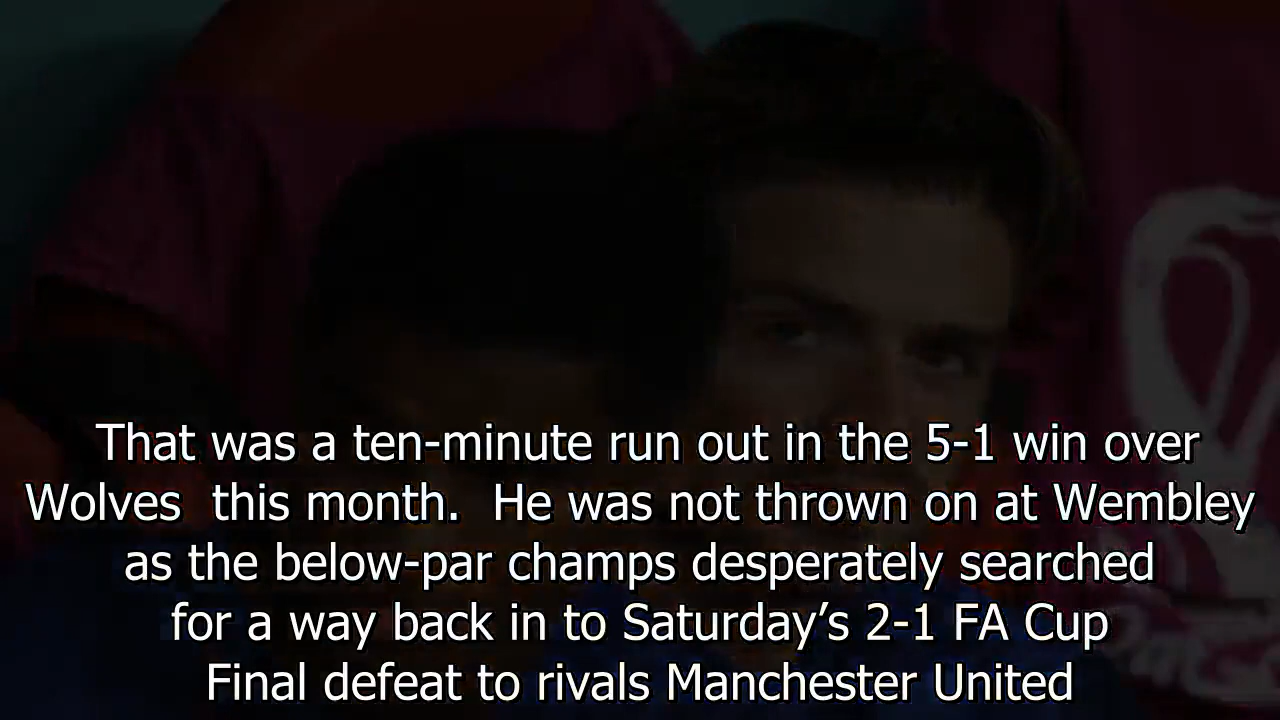 That was a ten-minute run out in the 5-1 win over
Wolves  this month.  He was not thrown on at Wembley
as the below-par champs desperately searched
for a way back in to Saturday’s 2-1 FA Cup
Final defeat to rivals Manchester United